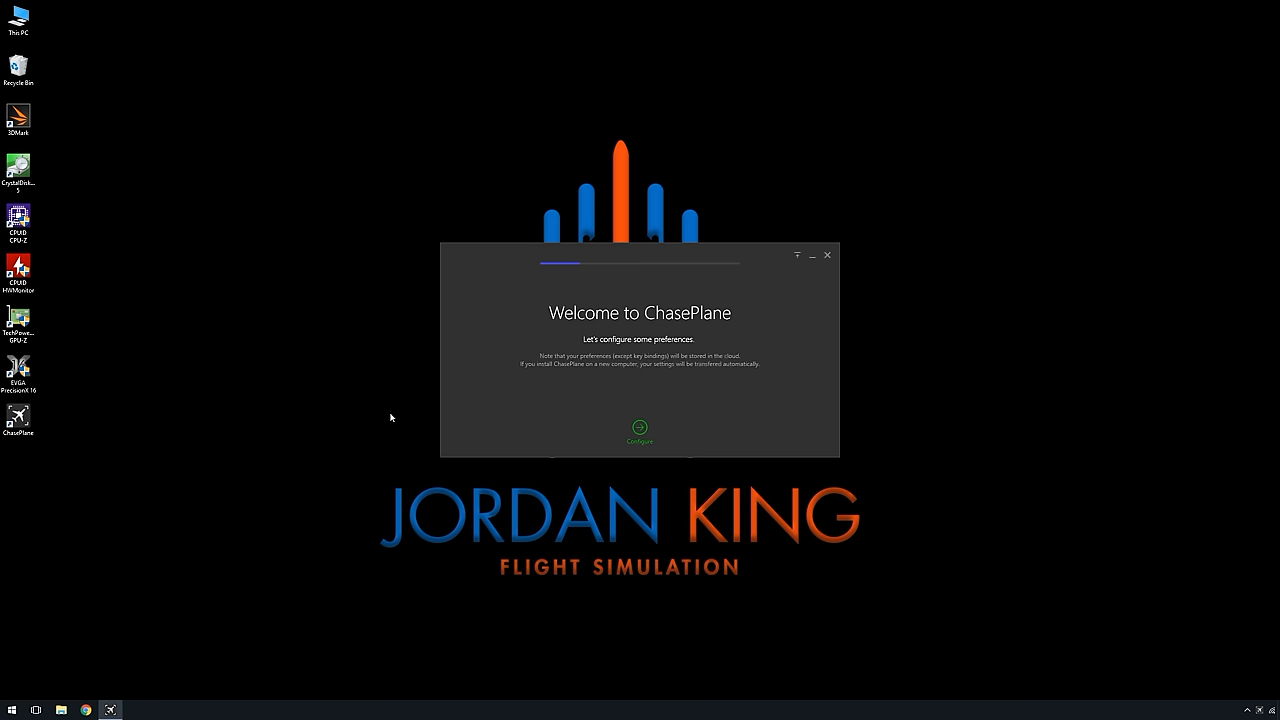 This PC
Recycle Bin
3DMark
CrystalDisk...
5
CPUID
CPU-Z
CPUID
HWMonitor
TechPowe...
GPU-Z
EVGA
PrecisionX 16
ChasePlane
Welcome to ChasePlane
Let's configure some preferences.
Note that your preferences (except key bindings) will be stored in the cloud.
If you install ChasePlane on a new computer, your settings will be transfered automatically.
Configure
JORDAN KING
FLIGHT SIMULATION